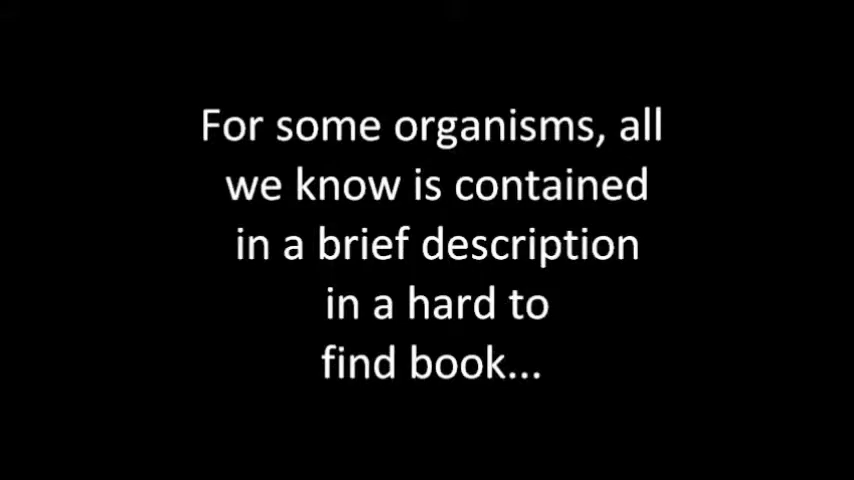 For some organisms, all
we know is contained
in a brief description
in a hard to
find book...